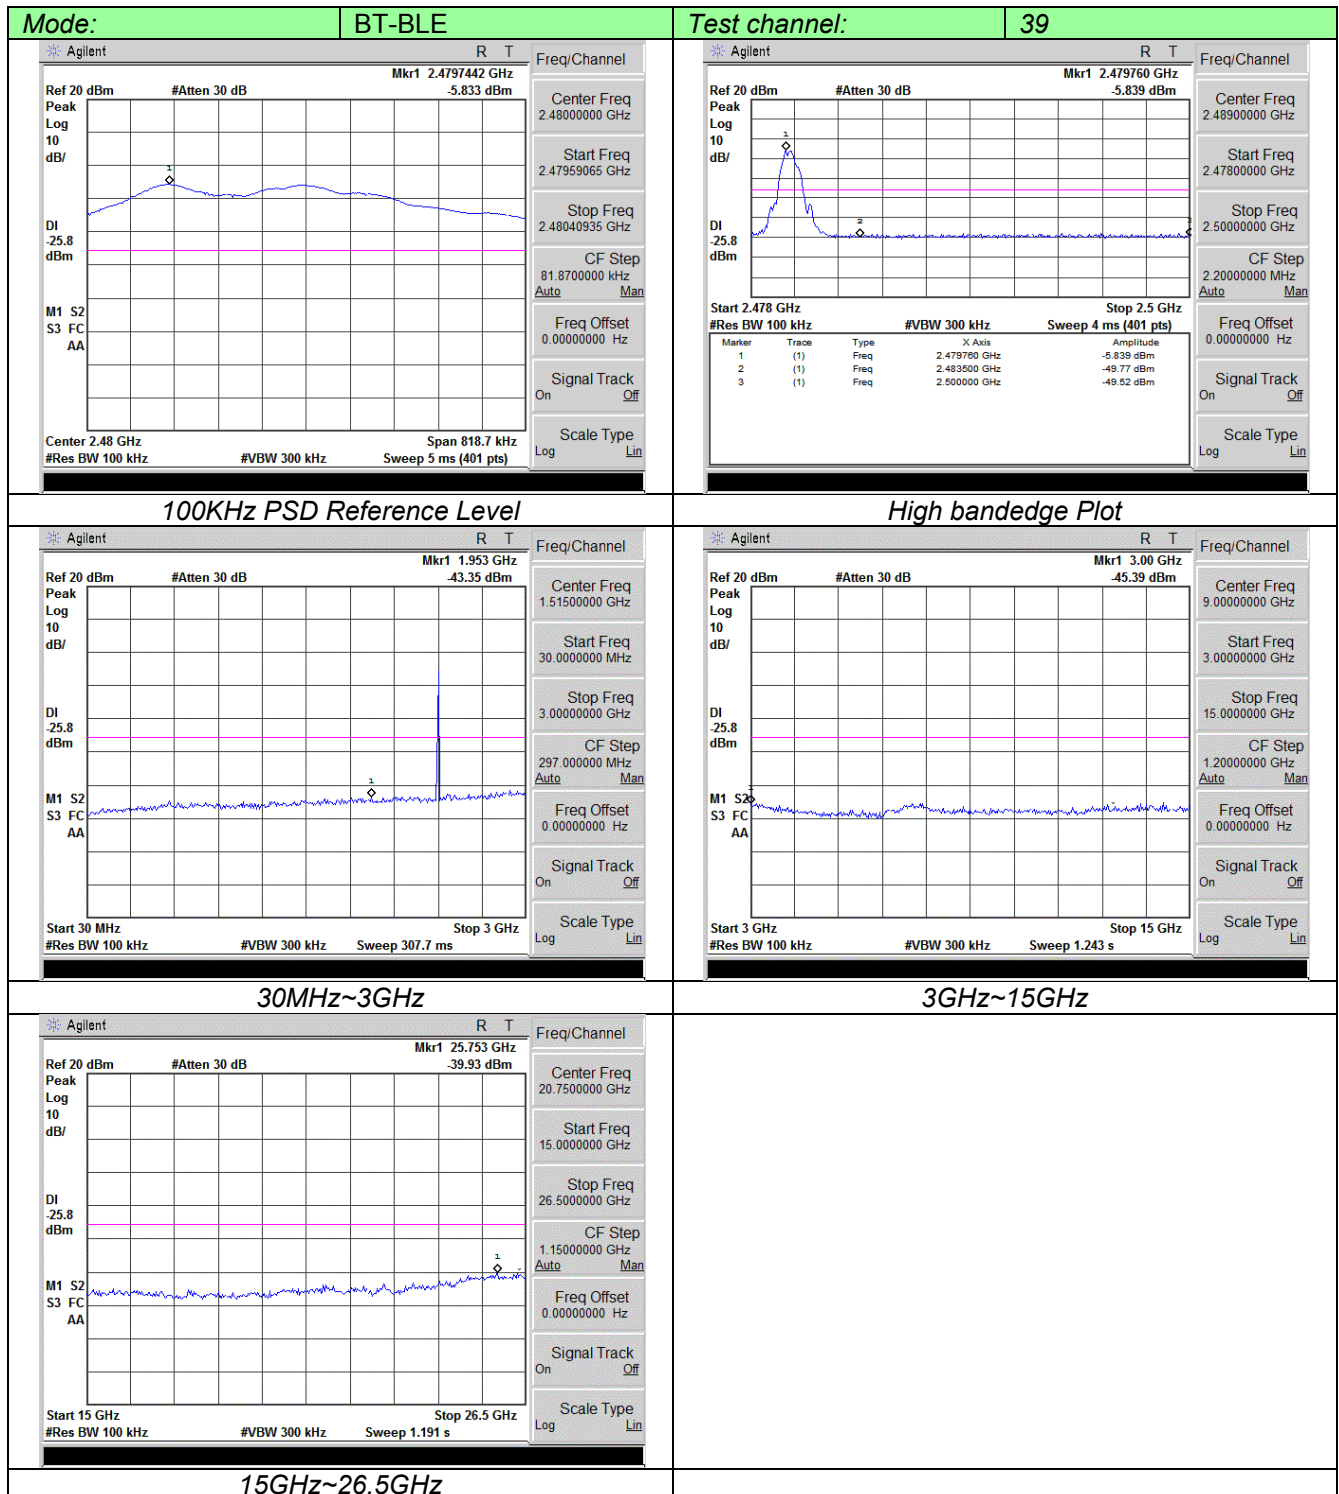 Mode: BT-BLE Test channel: 39
Agilent R T
Mkr1 2.4797442 GHz
Ref 20 dBm #Atten 30 dB -5.833 dBm
Peak
Log
10
dB/
1
DI
-25.8
dBm
M1 S2
S3 FC
AA
Center 2.48 GHz Span 818.7 kHz
#Res BW 100 kHz #VBW 300 kHz Sweep 5 ms (401 pts)
Freq/Channel
Center Freq
2.48000000 GHz
Start Freq
2.47959065 GHz
Stop Freq
2.48040935 GHz
CF Step
81.8700000 kHz
Auto Man
Freq Offset
0.00000000 Hz
Signal Track
On Off
Scale Type
Log Lin
Agilent R T
Mkr1 2.479760 GHz
Ref 20 dBm #Atten 30 dB -5.839 dBm
Peak
Log
10
dB/
1
2
DI
-25.8
dBm
Start 2.478 GHz Stop 2.5 GHz
#Res BW 100 kHz #VBW 300 kHz Sweep 4 ms (401 pts)
Marker Trace Type X Axis Amplitude
1 (1) Freq 2.479760 GHz -5.839 dBm
2 (1) Freq 2.483500 GHz -49.77 dBm
3 (1) Freq 2.500000 GHz -49.52 dBm
Freq/Channel
Center Freq
2.48900000 GHz
Start Freq
2.47800000 GHz
Stop Freq
2.50000000 GHz
CF Step
2.20000000 MHz
Auto Man
Freq Offset
0.00000000 Hz
Signal Track
On Off
Scale Type
Log Lin
100KHz PSD Reference Level
High bandedge Plot
Agilent R T
Mkr1 1.953 GHz
Ref 20 dBm #Atten 30 dB -43.35 dBm
Peak
Log
10
dB/
DI
-25.8
dBm
1
M1 S2
S3 FC
AA
Start 30 MHz Stop 3 GHz
#Res BW 100 kHz #VBW 300 kHz Sweep 307.7 ms
Freq/Channel
Center Freq
1.51500000 GHz
Start Freq
30.0000000 MHz
Stop Freq
3.00000000 GHz
CF Step
297.000000 MHz
Auto Man
Freq Offset
0.00000000 Hz
Signal Track
On Off
Scale Type
Log Lin
Agilent R T
Mkr1 3.00 GHz
Ref 20 dBm #Atten 30 dB -45.39 dBm
Peak
Log
10
dB/
DI
-25.8
dBm
M1 S2
S3 FC
AA
Start 3 GHz Stop 15 GHz
#Res BW 100 kHz #VBW 300 kHz Sweep 1.243 s
Freq/Channel
Center Freq
9.00000000 GHz
Start Freq
3.00000000 GHz
Stop Freq
15.0000000 GHz
CF Step
1.20000000 GHz
Auto Man
Freq Offset
0.00000000 Hz
Signal Track
On Off
Scale Type
Log Lin
30MHz~3GHz
3GHz~15GHz
Agilent R T
Mkr1 25.753 GHz
Ref 20 dBm #Atten 30 dB -39.93 dBm
Peak
Log
10
dB/
DI
-25.8
dBm
1
M1 S2
S3 FC
AA
Start 15 GHz Stop 26.5 GHz
#Res BW 100 kHz #VBW 300 kHz Sweep 1.191 s
Freq/Channel
Center Freq
20.7500000 GHz
Start Freq
15.0000000 GHz
Stop Freq
26.5000000 GHz
CF Step
1.15000000 GHz
Auto Man
Freq Offset
0.00000000 Hz
Signal Track
On Off
Scale Type
Log Lin
15GHz~26.5GHz